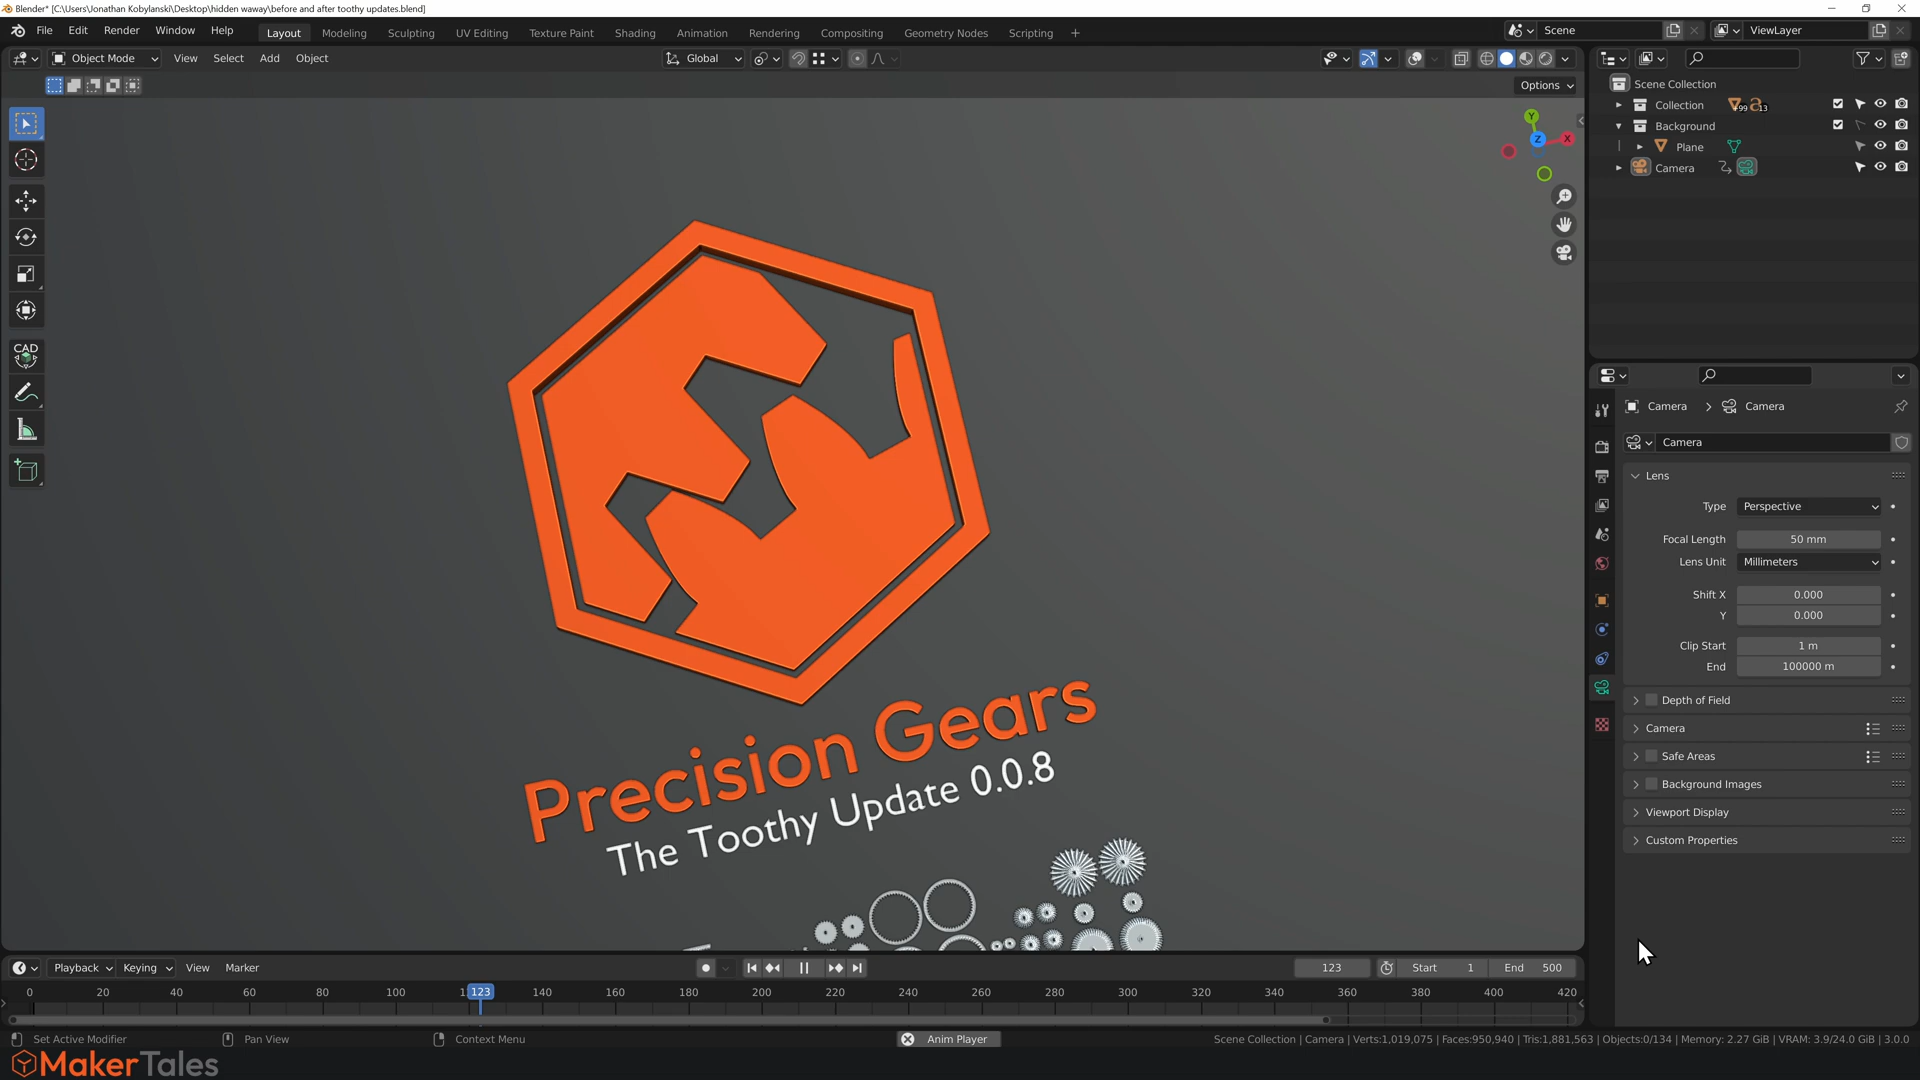 Blender* [C:\Users\Jonathan Kobylanski\Desktop\hidden waway\before and after toothy updates.blend]
File Edit Render Window Help Layout Modeling Sculpting UV Editing Texture Paint Shading Animation Rendering Compositing Geometry Nodes Scripting + Scene ViewLayer
Object Mode View Select Add Object Global
Options
Scene Collection
Collection 99 13
Background
Plane
Camera
Y
Z X
CAD
Camera > Camera
Camera
Lens
Type Perspective
Focal Length 50 mm
Lens Unit Millimeters
Shift X 0.000
Y 0.000
Clip Start 1 m
End 100000 m
Depth of Field
Camera
Safe Areas
Background Images
Viewport Display
Custom Properties
Precision Gears
The Toothy Update 0.0.8
Playback Keying View Marker 123 Start 1 End 500
0 20 40 60 80 100 123 140 160 180 200 220 240 260 280 300 320 340 360 380 400 420
Set Active Modifier Pan View Context Menu Anim Player Scene Collection | Camera | Verts:1,019,075 | Faces:950,940 | Tris:1,881,563 | Objects:0/134 | Memory: 2.27 GiB | VRAM: 3.9/24.0 GiB | 3.0.0
MakerTales